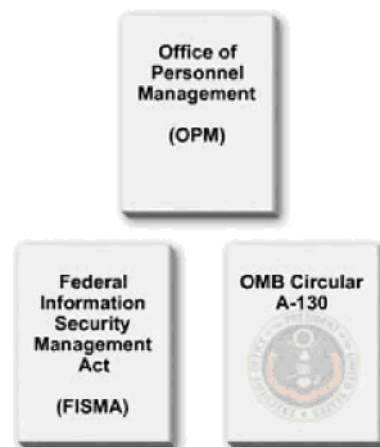 Office of
Personnel
Management
(OPM)
Federal
Information
Security
Management
Act
(FISMA)
OMB Circular
A-130